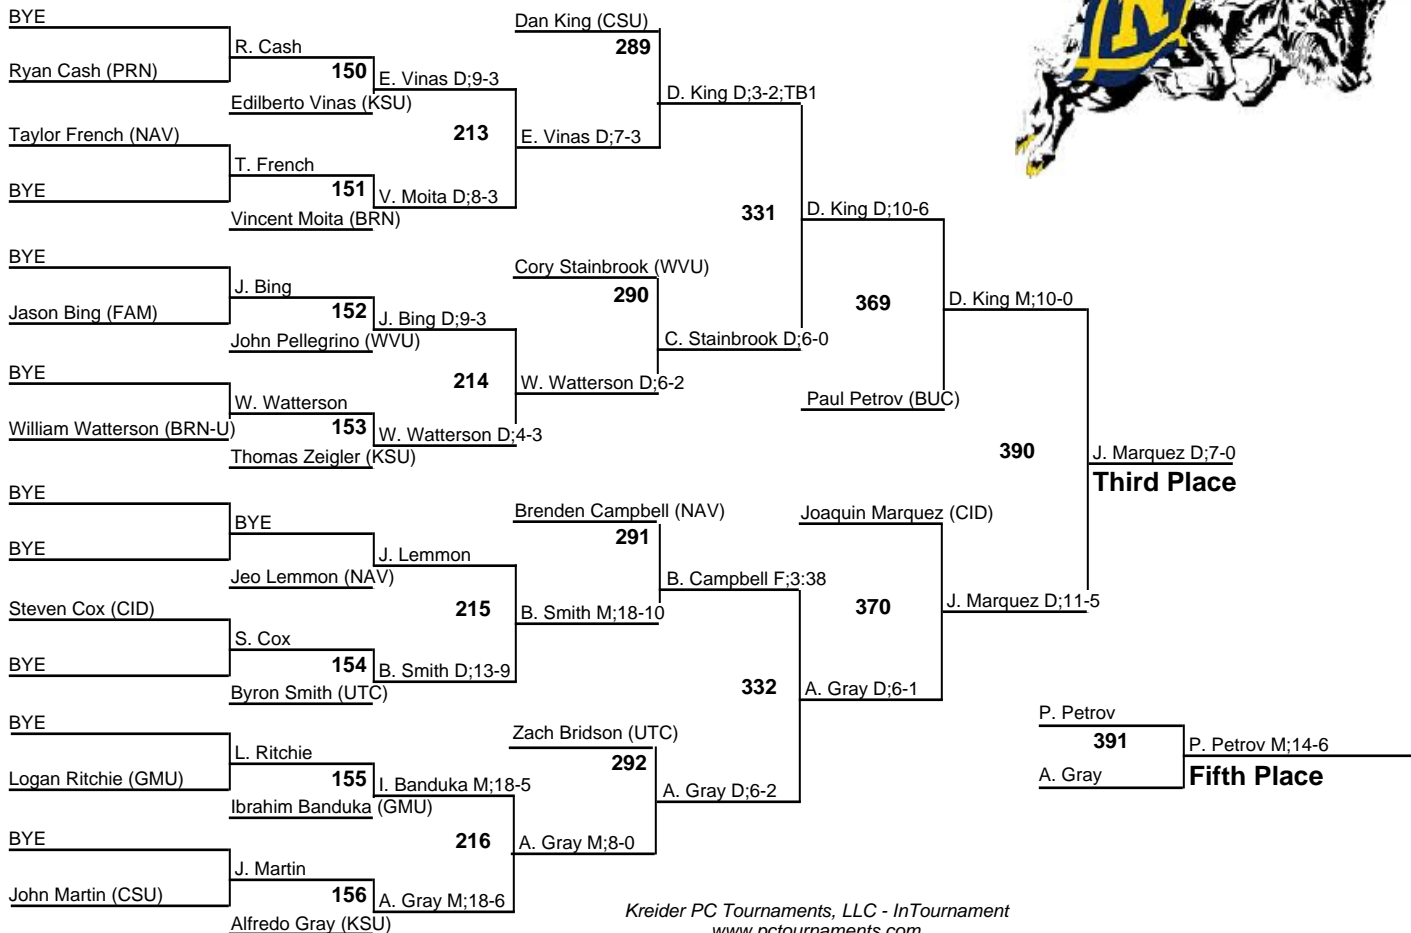 BYE
Ryan Cash (PRN)
Taylor French (NAV)
BYE
BYE
Jason Bing (FAM)
BYE
William Watterson (BRN-U)
BYE
BYE
Steven Cox (CID)
BYE
BYE
Logan Ritchie (GMU)
BYE
John Martin (CSU)
R. Cash
150
Edilberto Vinas (KSU)
T. French
151
Vincent Moita (BRN)
J. Bing
152
John Pellegrino (WVU)
W. Watterson
153
Thomas Zeigler (KSU)
BYE
Jeo Lemmon (NAV)
S. Cox
154
Byron Smith (UTC)
L. Ritchie
155
Ibrahim Banduka (GMU)
J. Martin
156
Alfredo Gray (KSU)
E. Vinas D;9-3
213
V. Moita D;8-3
J. Bing D;9-3
214
W. Watterson D;4-3
J. Lemmon
215
B. Smith D;13-9
I. Banduka M;18-5
216
A. Gray M;18-6
Dan King (CSU)
289
E. Vinas D;7-3
Cory Stainbrook (WVU)
290
W. Watterson D;6-2
Brenden Campbell (NAV)
291
B. Smith M;18-10
Zach Bridson (UTC)
292
A. Gray M;8-0
D. King D;3-2;TB1
331
C. Stainbrook D;6-0
B. Campbell F;3:38
332
A. Gray D;6-2
D. King D;10-6
369
Paul Petrov (BUC)
Joaquin Marquez (CID)
370
A. Gray D;6-1
D. King M;10-0
390
J. Marquez D;11-5
J. Marquez D;7-0
Third Place
P. Petrov
391
A. Gray
P. Petrov M;14-6
Fifth Place
N
Kreider PC Tournaments, LLC - InTournament
www.pctournaments.com